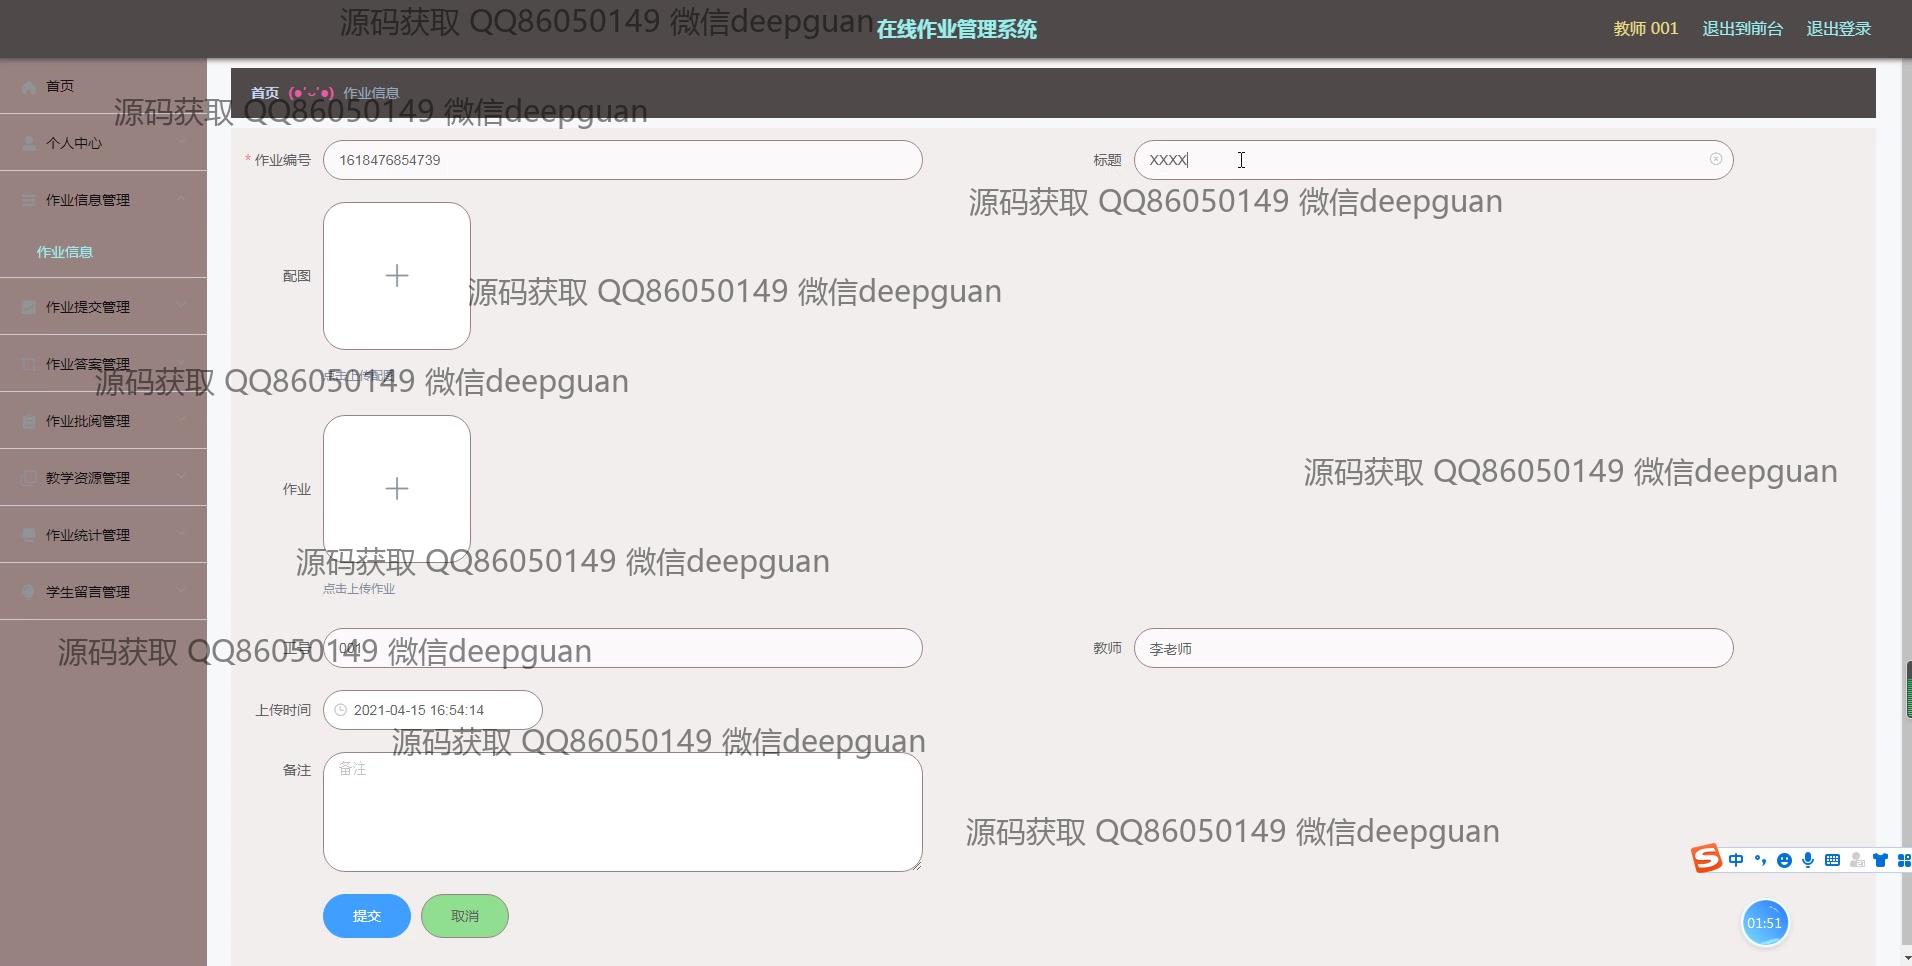 源码获取 QQ86050149 微信deepguan
在线作业管理系统
教师 001
退出到前台
退出登录
首页
首页 (●'◡'●) 作业信息
源码获取 QQ86050149 微信deepguan
个人中心
* 作业编号
1618476854739
标题
XXXX
作业信息管理
源码获取 QQ86050149 微信deepguan
作业信息
配图
源码获取 QQ86050149 微信deepguan
作业提交管理
作业答案管理
点击上传配图
源码获取 QQ86050149 微信deepguan
作业批阅管理
教学资源管理
作业
源码获取 QQ86050149 微信deepguan
作业统计管理
源码获取 QQ86050149 微信deepguan
点击上传作业
学生留言管理
工号
001
教师
李老师
源码获取 QQ86050149 微信deepguan
上传时间
2021-04-15 16:54:14
源码获取 QQ86050149 微信deepguan
备注
备注
源码获取 QQ86050149 微信deepguan
中
提交
取消
01:51